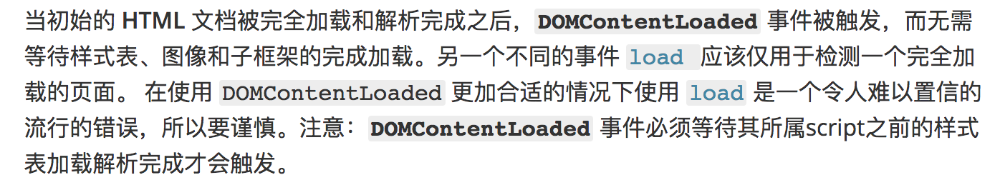 当初始的 HTML 文档被完全加载和解析完成之后，DOMContentLoaded 事件被触发，而无需
等待样式表、图像和子框架的完成加载。另一个不同的事件 load 应该仅用于检测一个完全加
载的页面。 在使用 DOMContentLoaded 更加合适的情况下使用 load 是一个令人难以置信的
流行的错误，所以要谨慎。注意：DOMContentLoaded 事件必须等待其所属script之前的样式
表加载解析完成才会触发。